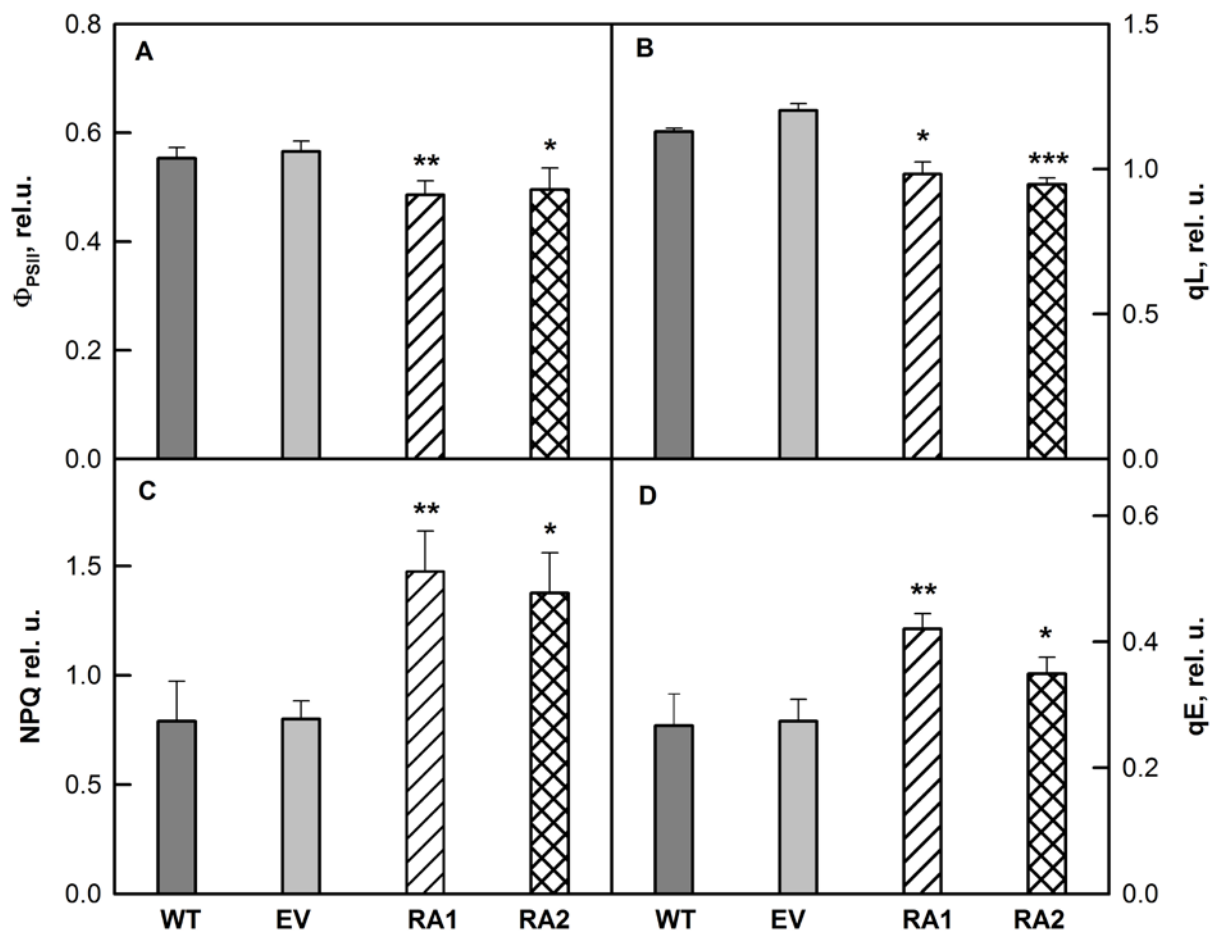 A
0.8
0.6
0.4
0.2
0.0
ΦPSII, rel.u.
**
*
B
1.5
1.0
0.5
0.0
qL, rel. u.
*
***
C
1.5
1.0
0.5
0.0
NPQ rel. u.
**
*
WT EV RA1 RA2
D
0.6
0.4
0.2
0.0
qE, rel. u.
**
*
WT EV RA1 RA2